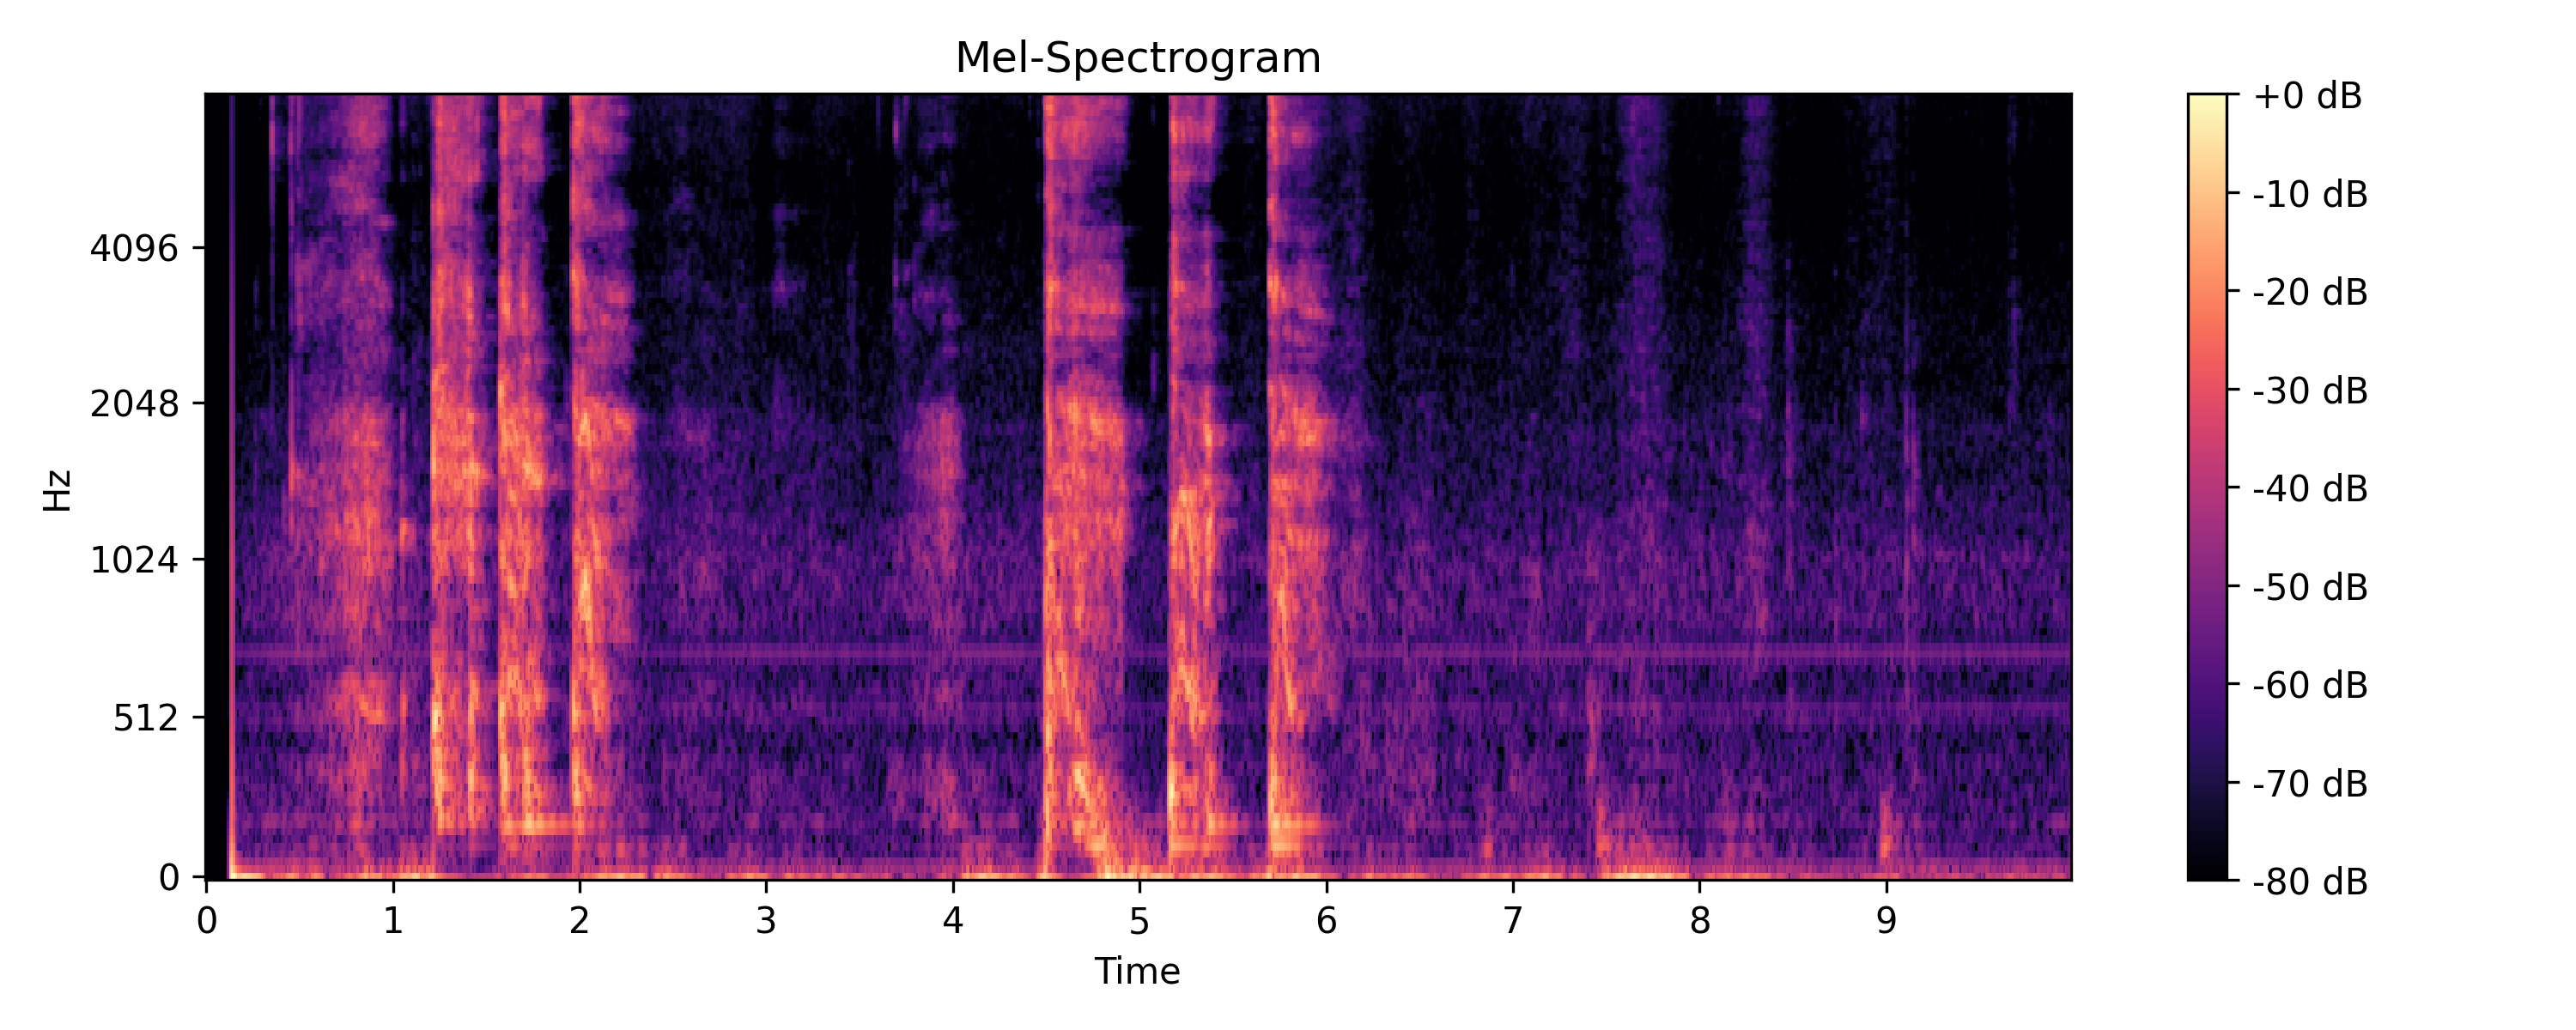 Mel-Spectrogram
+0 dB
-10 dB
-20 dB
-30 dB
-40 dB
-50 dB
-60 dB
-70 dB
-80 dB
Hz
4096
2048
1024
512
0
0 1 2 3 4 5 6 7 8 9
Time